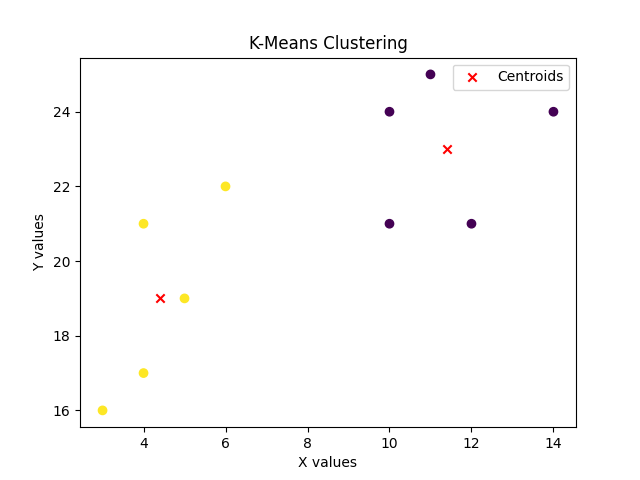 K-Means Clustering
Centroids
24
22
20
18
16
Y values
4
6
8
10
12
14
X values